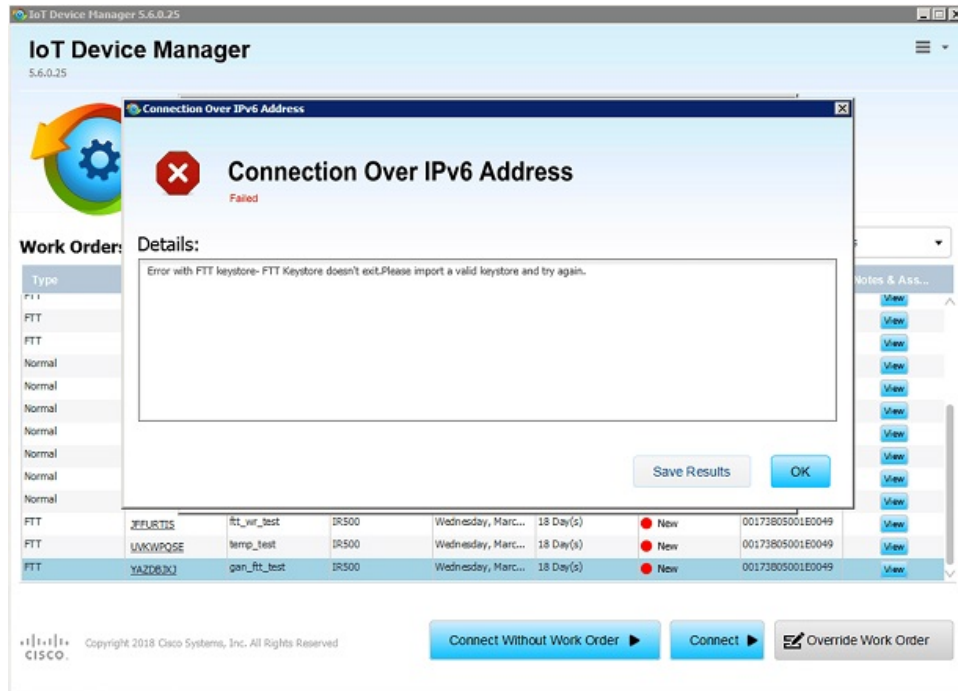 IoT Device Manager 5.6.0.25
IoT Device Manager
5.6.0.25
Connection Over IPv6 Address
Connection Over IPv6 Address
Failed
Work Orders
Details:
Error with FTT keystore- FTT Keystore doesn't exit.Please import a valid keystore and try again.
Type Notes & Ass...
FTT View
FTT View
FTT View
Normal View
Normal View
Normal View
Normal View
Normal View
Normal View
Normal View
Save Results OK
FTT JFFURTIS ftt_wr_test IR500 Wednesday, Marc... 18 Day(s) New 00173B05001E0049 View
FTT UVKWPQSE temp_test IR500 Wednesday, Marc... 18 Day(s) New 00173B05001E0049 View
FTT YAZDBJXJ gan_ftt_test IR500 Wednesday, Marc... 18 Day(s) New 00173B05001E0049 View
CISCO. Copyright 2018 Cisco Systems, Inc. All Rights Reserved
Connect Without Work Order Connect Override Work Order